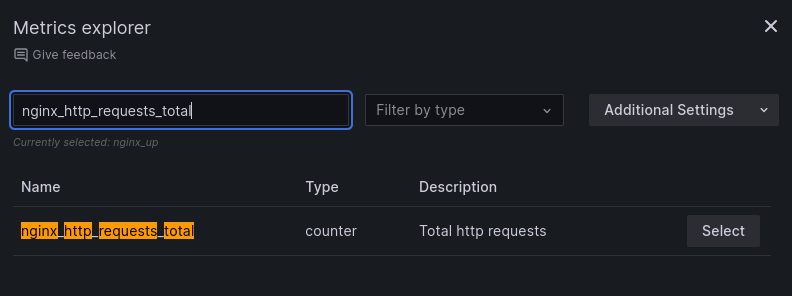 Metrics explorer
Give feedback
nginx_http_requests_total
Filter by type
Additional Settings
Currently selected: nginx_up
Name Type Description
nginx_http_requests_total counter Total http requests Select